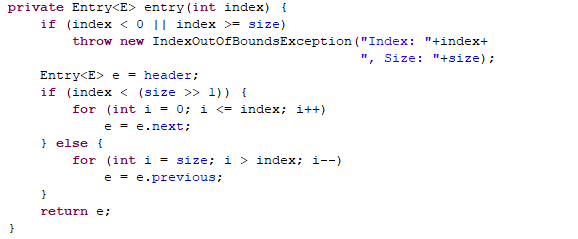 private Entry<E> entry(int index) {
    if (index < 0 || index >= size)
        throw new IndexOutOfBoundsException("Index: "+index+
                                            ", Size: "+size);
    Entry<E> e = header;
    if (index < (size >> 1)) {
        for (int i = 0; i <= index; i++)
            e = e.next;
    } else {
        for (int i = size; i > index; i--)
            e = e.previous;
    }
    return e;
}